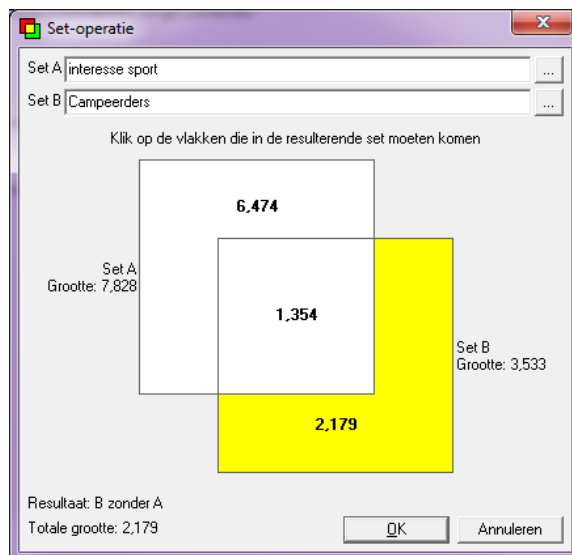 Set-operatie
Set A interesse sport ...
Set B Campeerders ...
Klik op de vlakken die in de resulterende set moeten komen
6,474
Set A
Grootte: 7,828
1,354
Set B
Grootte: 3,533
2,179
Resultaat: B zonder A
Totale grootte: 2,179
OK Annuleren